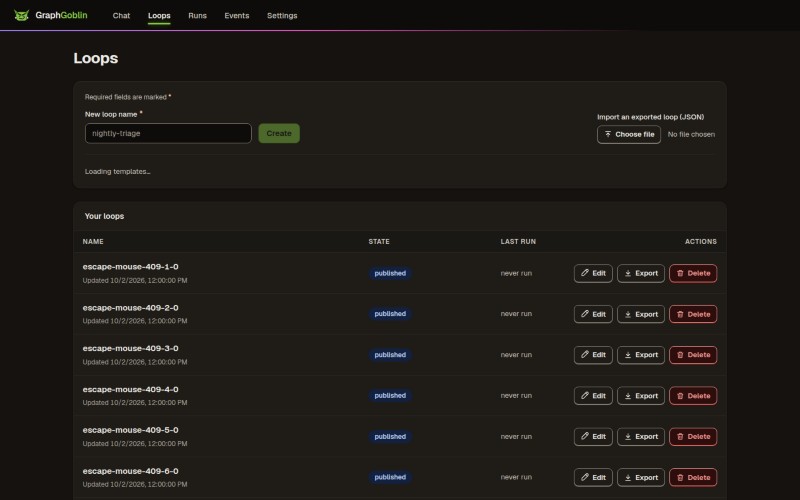 GraphGoblin Chat Loops Runs Events Settings
Loops
Required fields are marked *
New loop name *
Import an exported loop (JSON)
nightly-triage Create
Choose file No file chosen
Loading templates...
Your loops
NAME STATE LAST RUN ACTIONS
escape-mouse-409-1-0
Updated 10/2/2026, 12:00:00 PM
published never run Edit Export Delete
escape-mouse-409-2-0
Updated 10/2/2026, 12:00:00 PM
published never run Edit Export Delete
escape-mouse-409-3-0
Updated 10/2/2026, 12:00:00 PM
published never run Edit Export Delete
escape-mouse-409-4-0
Updated 10/2/2026, 12:00:00 PM
published never run Edit Export Delete
escape-mouse-409-5-0
Updated 10/2/2026, 12:00:00 PM
published never run Edit Export Delete
escape-mouse-409-6-0
Updated 10/2/2026, 12:00:00 PM
published never run Edit Export Delete